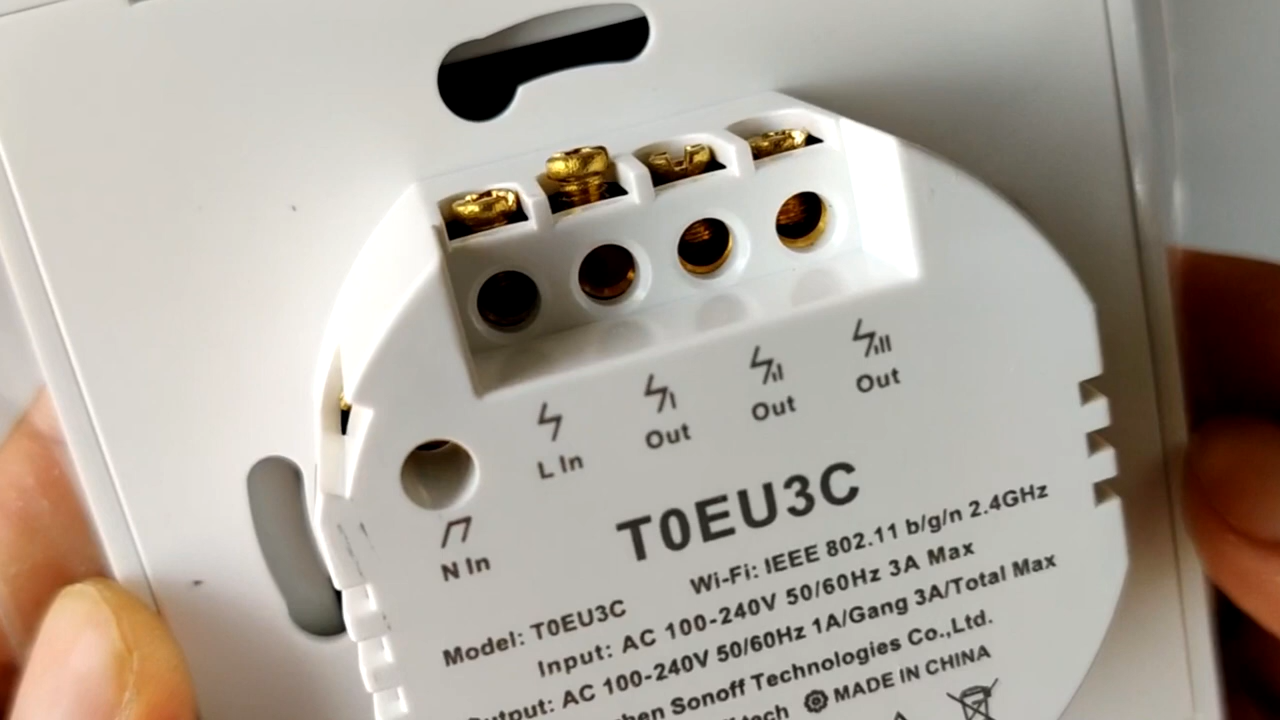 L In
Out
Out
Out
N In
T0EU3C
Wi-Fi: IEEE 802.11 b/g/n 2.4GHz
Model: T0EU3C
Input: AC 100-240V 50/60Hz 3A Max
Output: AC 100-240V 50/60Hz 1A/Gang 3A/Total Max
Sonoff Technologies Co.,Ltd.
MADE IN CHINA